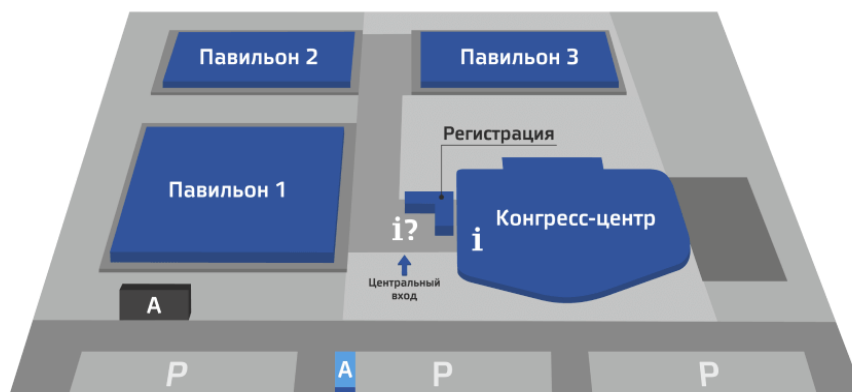 Павильон 2
Павильон 3
Регистрация
Павильон 1
Конгресс-центр
i?
i
Центральный
вход
A
P
A
P
P